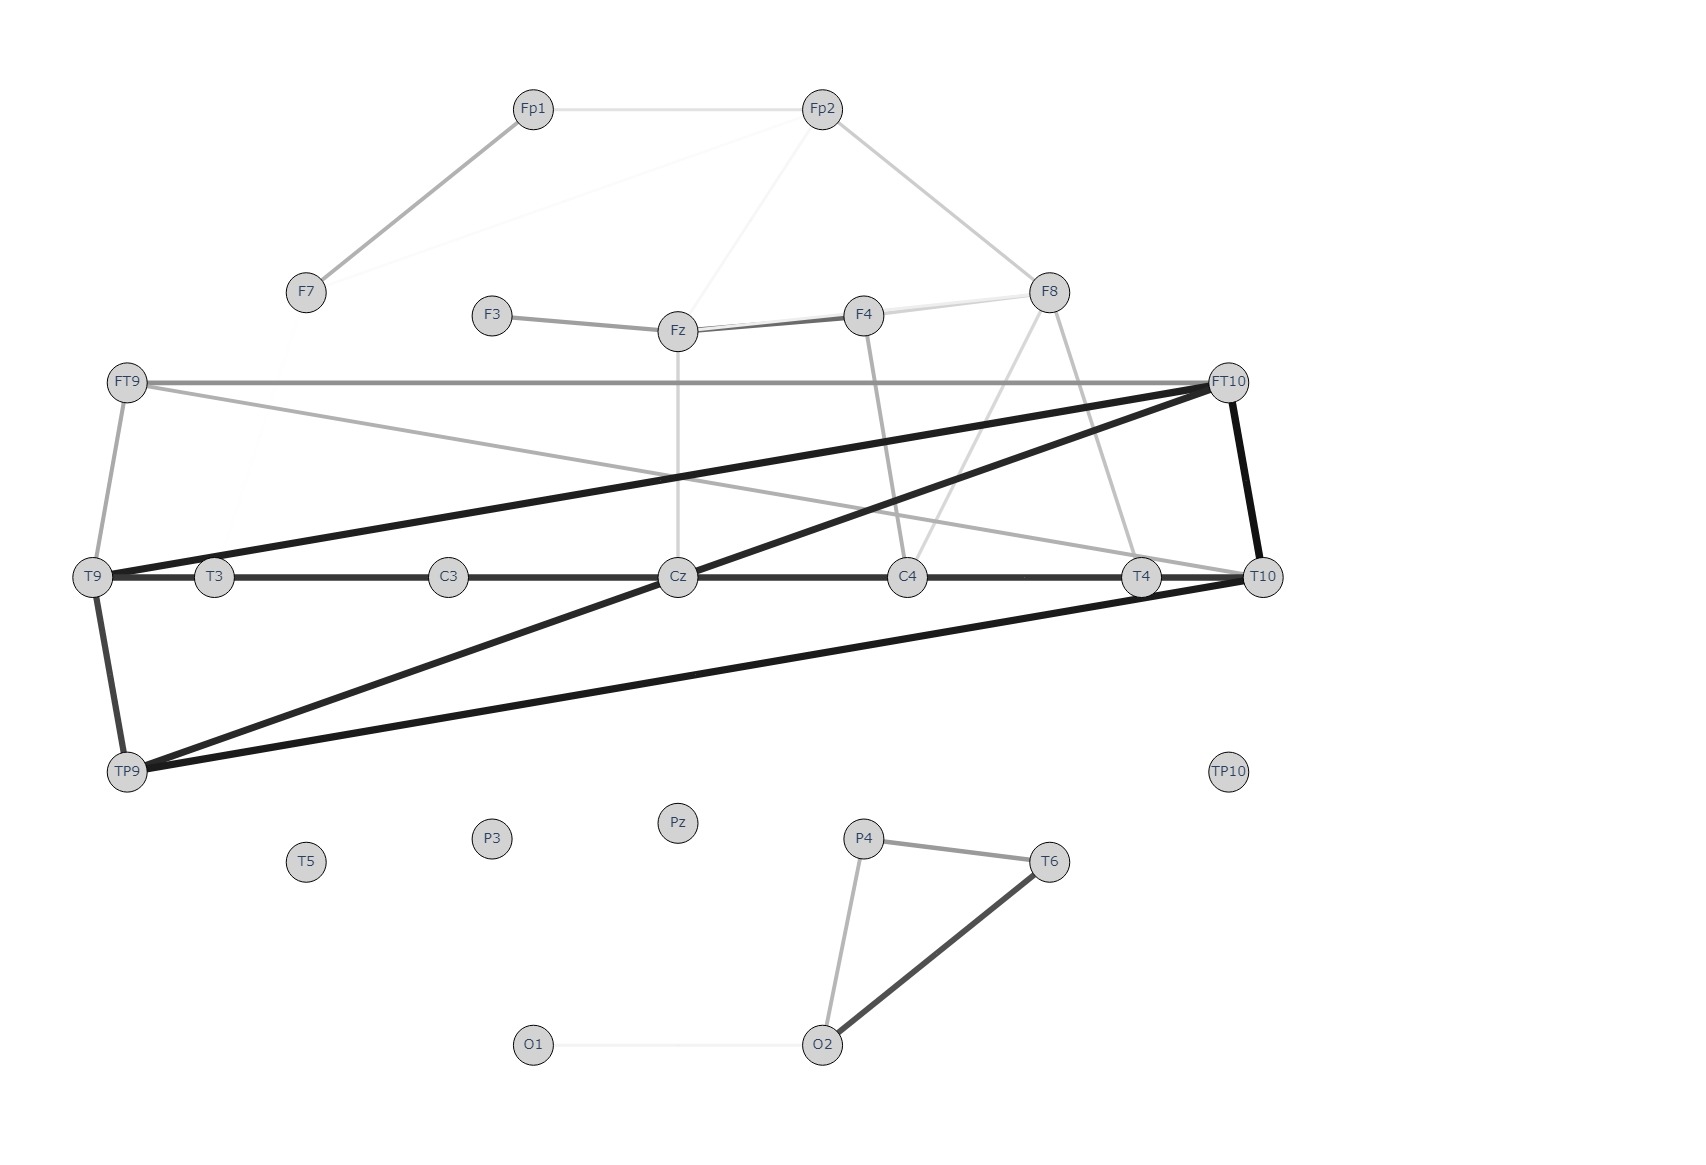 Fp1 Fp2
F7 F8
F3 Fz F4
FT9 FT10
T9 T3 C3 Cz C4 T4 T10
TP9 TP10
Pz
P3 P4
T5 T6
O1 O2